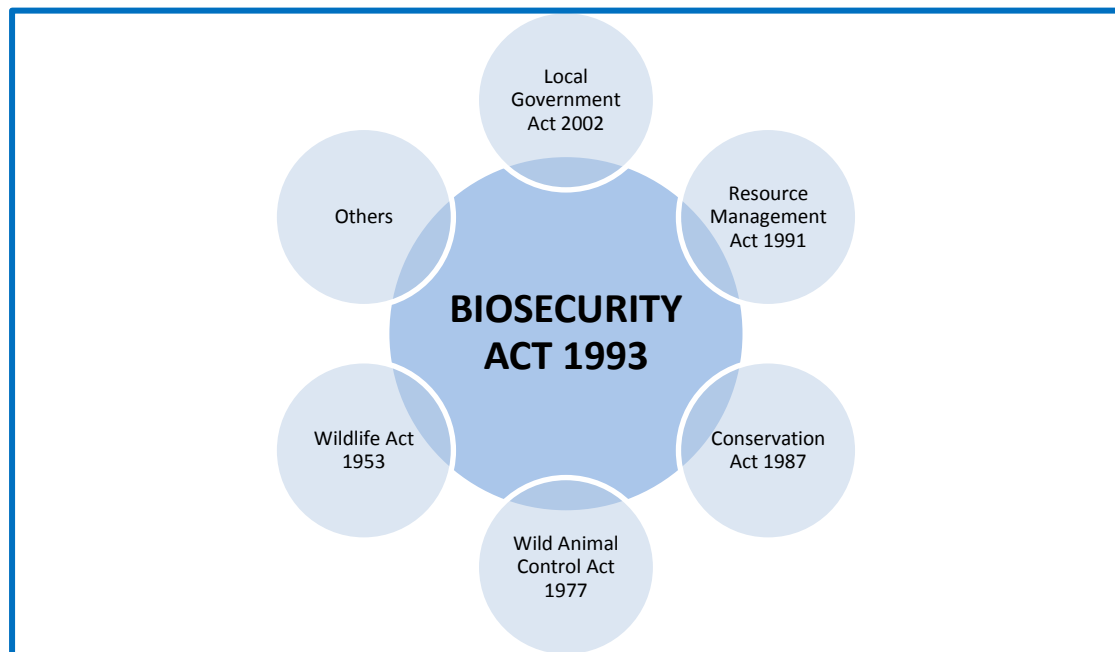 Local
Government
Act 2002
Others
Resource
Management
Act 1991
BIOSECURITY
ACT 1993
Wildlife Act
1953
Conservation
Act 1987
Wild Animal
Control Act
1977